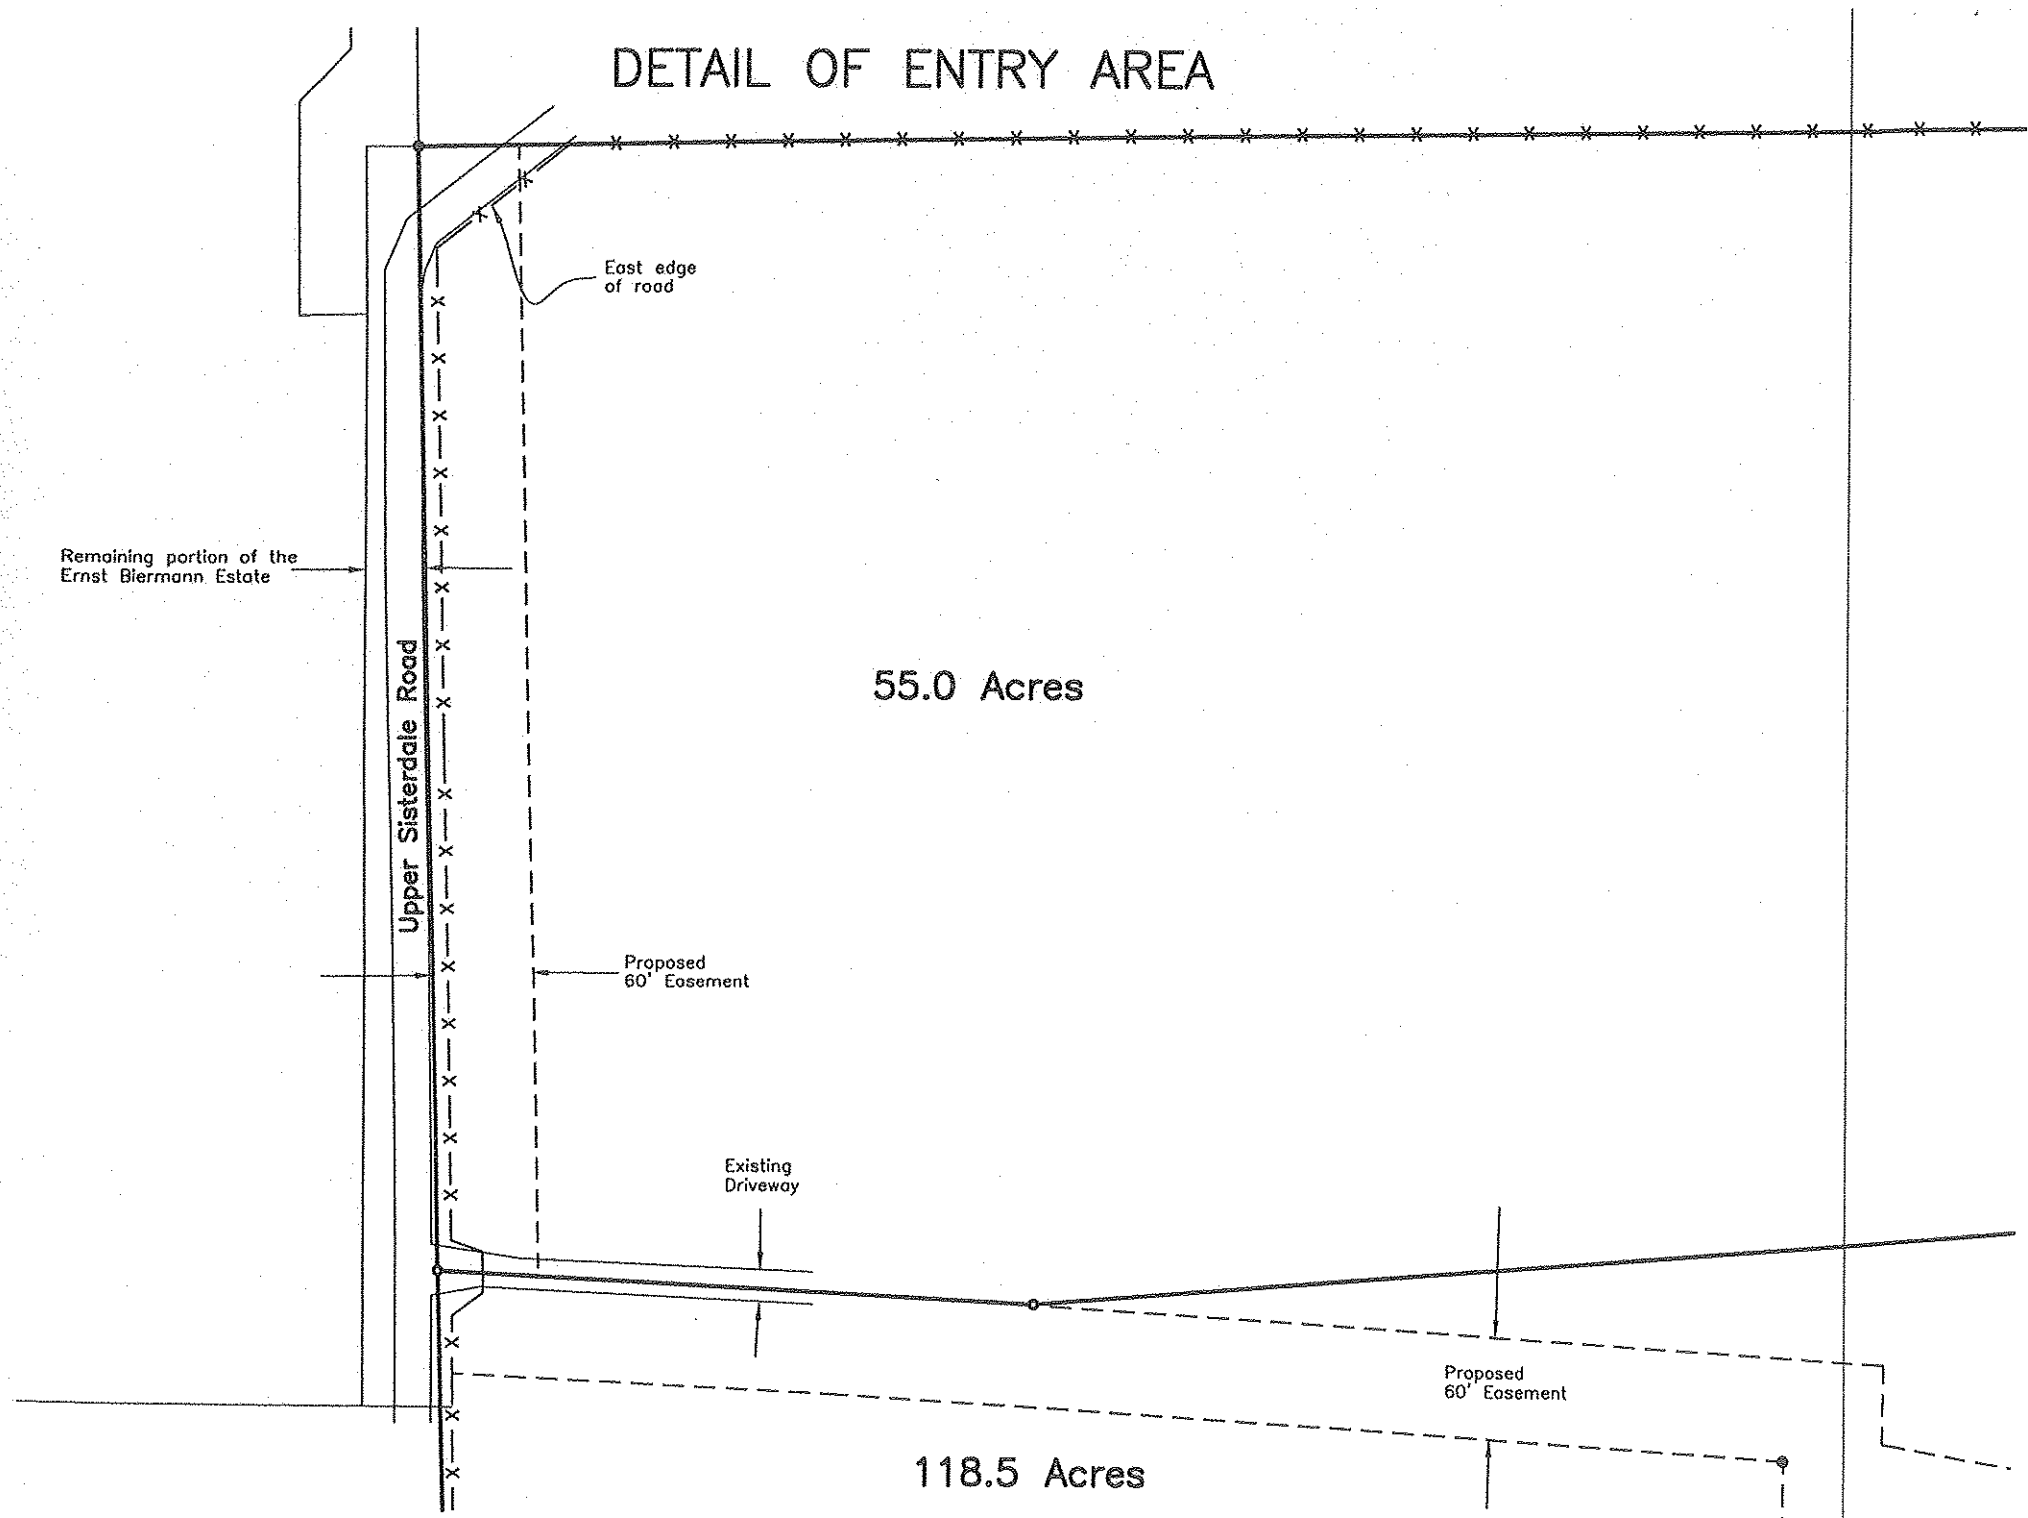 DETAIL OF ENTRY AREA
East edge
of road
Remaining portion of the
Ernst Biermann Estate
Upper Sisterdale Road
55.0 Acres
Proposed
60' Easement
Existing
Driveway
Proposed
60' Easement
118.5 Acres